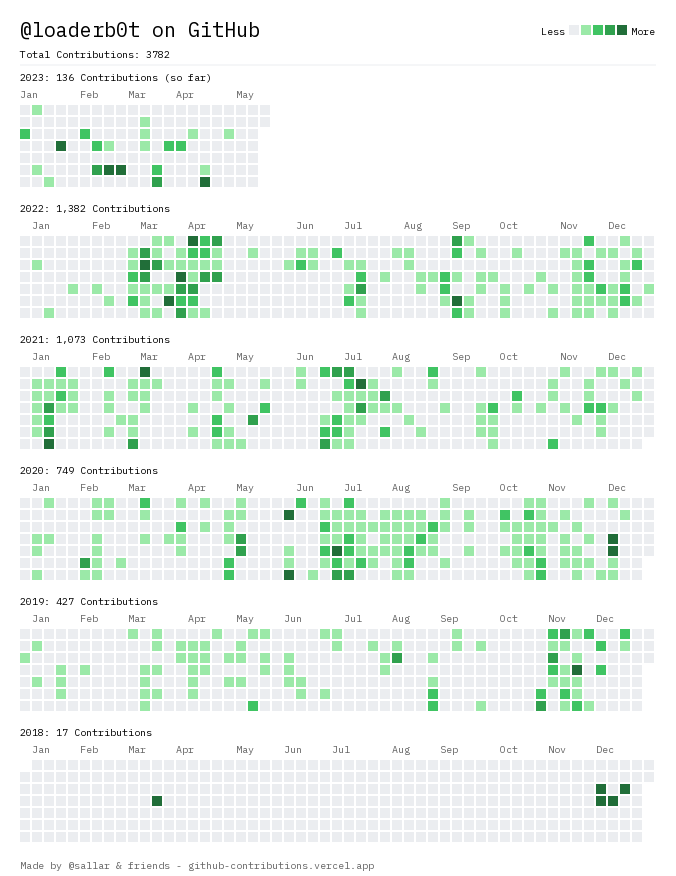 @loaderb0t on GitHub
Less More
Total Contributions: 3782
2023: 136 Contributions (so far)
Jan Feb Mar Apr May
2022: 1,382 Contributions
Jan Feb Mar Apr May Jun Jul Aug Sep Oct Nov Dec
2021: 1,073 Contributions
Jan Feb Mar Apr May Jun Jul Aug Sep Oct Nov Dec
2020: 749 Contributions
Jan Feb Mar Apr May Jun Jul Aug Sep Oct Nov Dec
2019: 427 Contributions
Jan Feb Mar Apr May Jun Jul Aug Sep Oct Nov Dec
2018: 17 Contributions
Jan Feb Mar Apr May Jun Jul Aug Sep Oct Nov Dec
Made by @sallar & friends - github-contributions.vercel.app